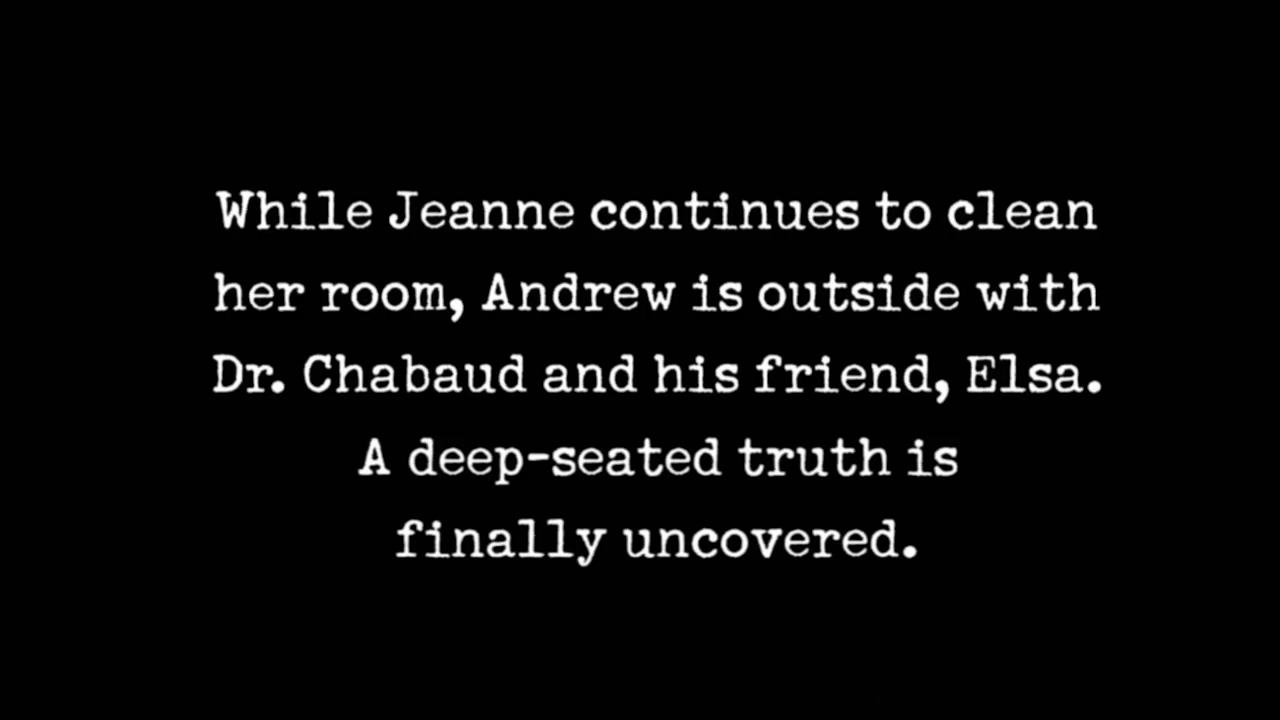 While Jeanne continues to clean
her room, Andrew is outside with
Dr. Chabaud and his friend, Elsa.
A deep-seated truth is
finally uncovered.